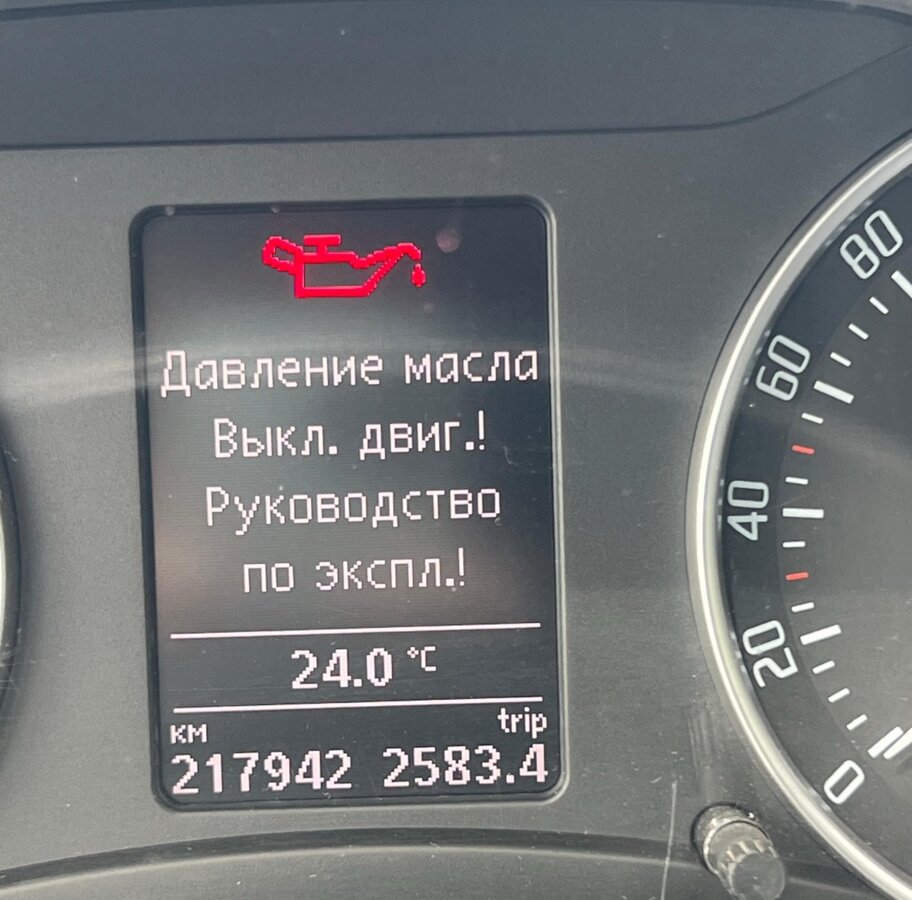 Давление масла
Выкл. двиг.!
Руководство
по экспл.!
24.0 °C
км trip
217942 2583.4
80
60
40
20
0